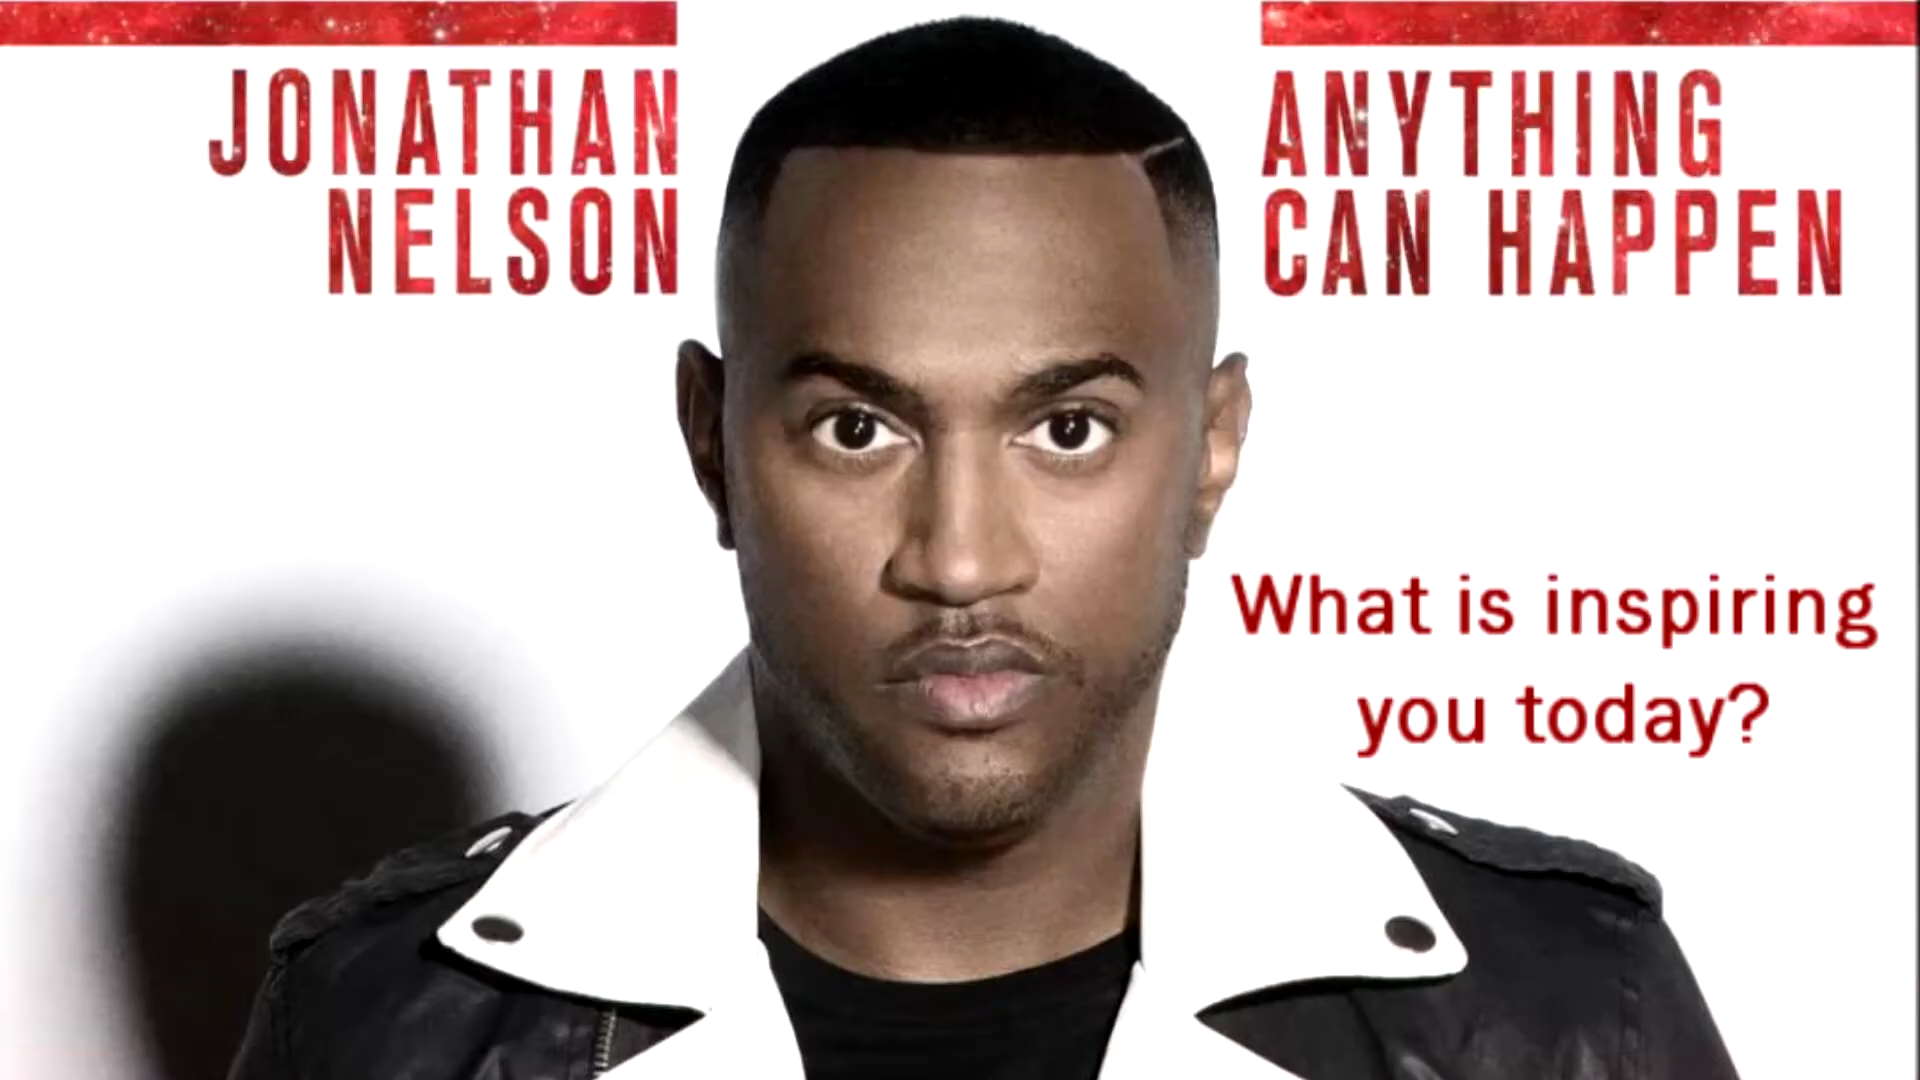 JONATHAN
NELSON
ANYTHING
CAN HAPPEN
What is inspiring
you today?